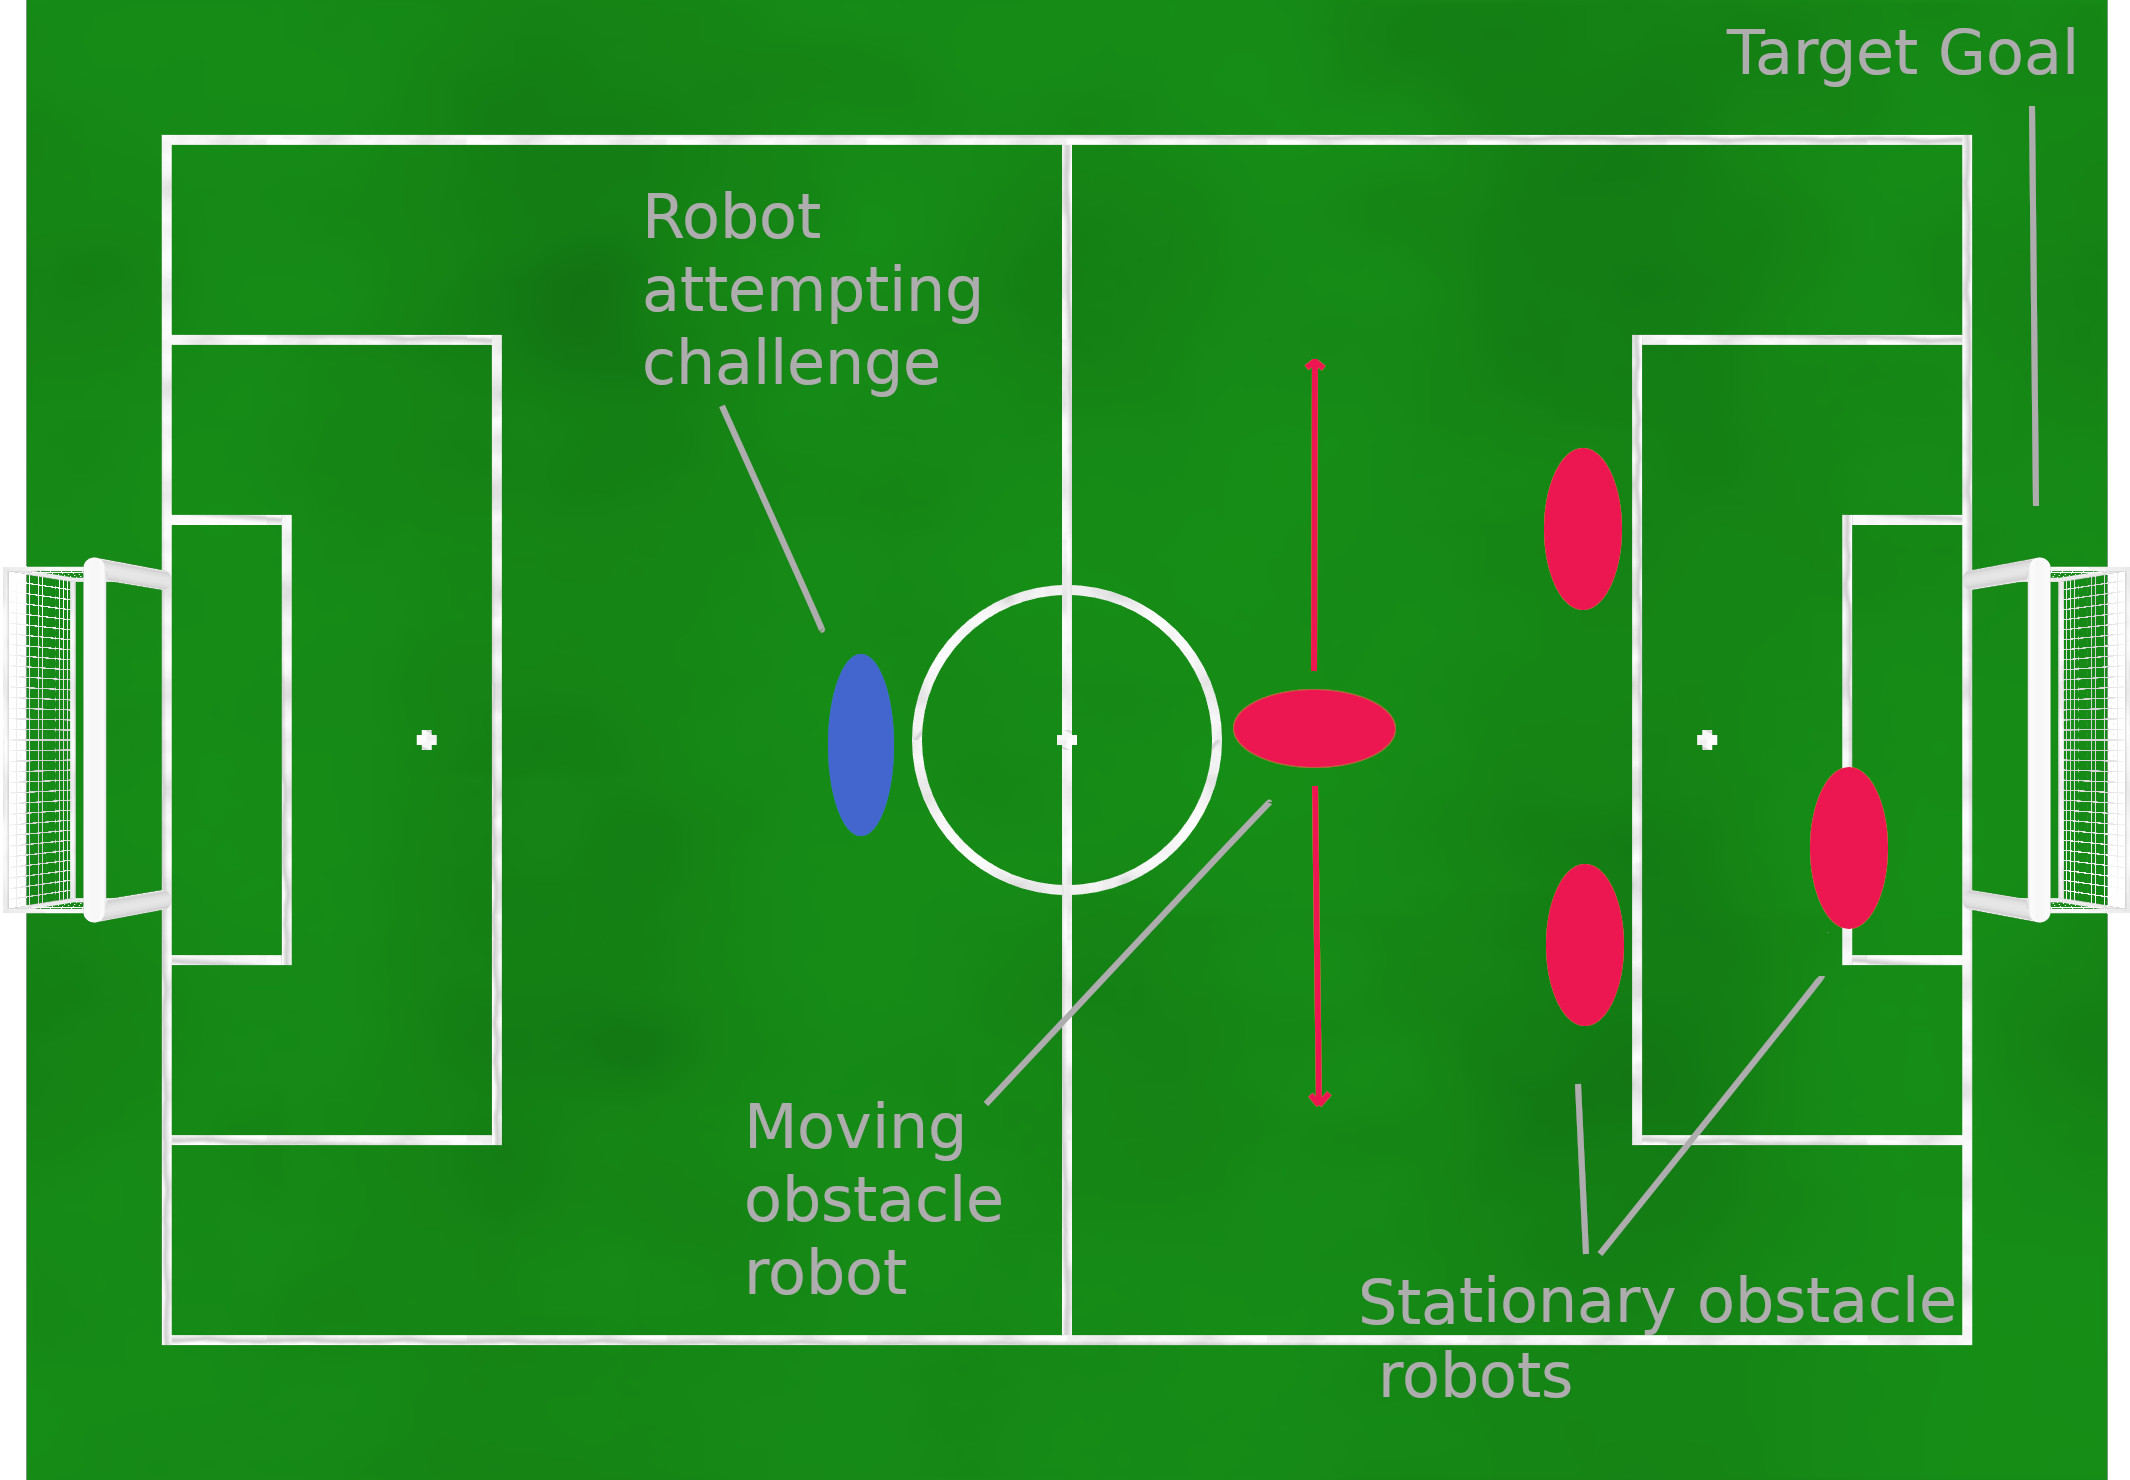 Target Goal
Robot
attempting
challenge
Moving
obstacle
robot
Stationary obstacle
robots